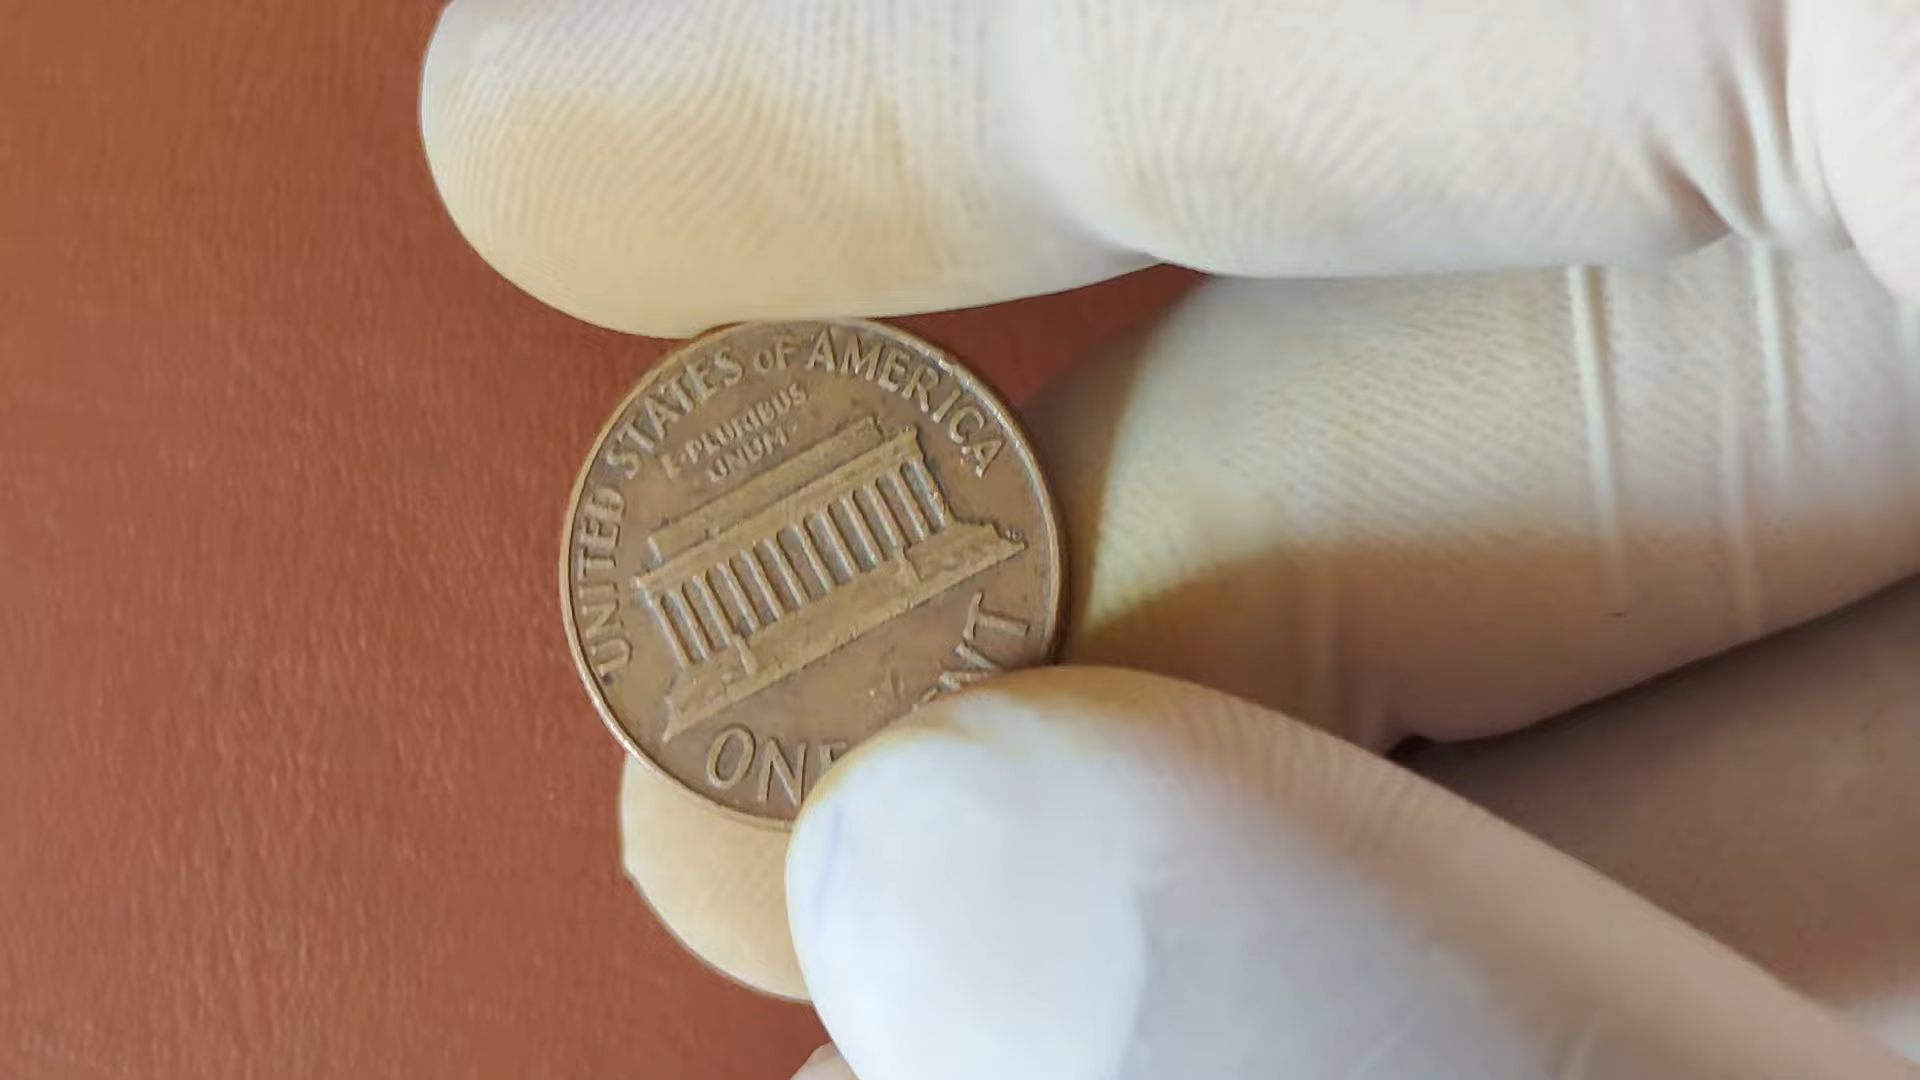 UNITED STATES OF AMERICA
E·PLURIBUS
UNUM
ONE